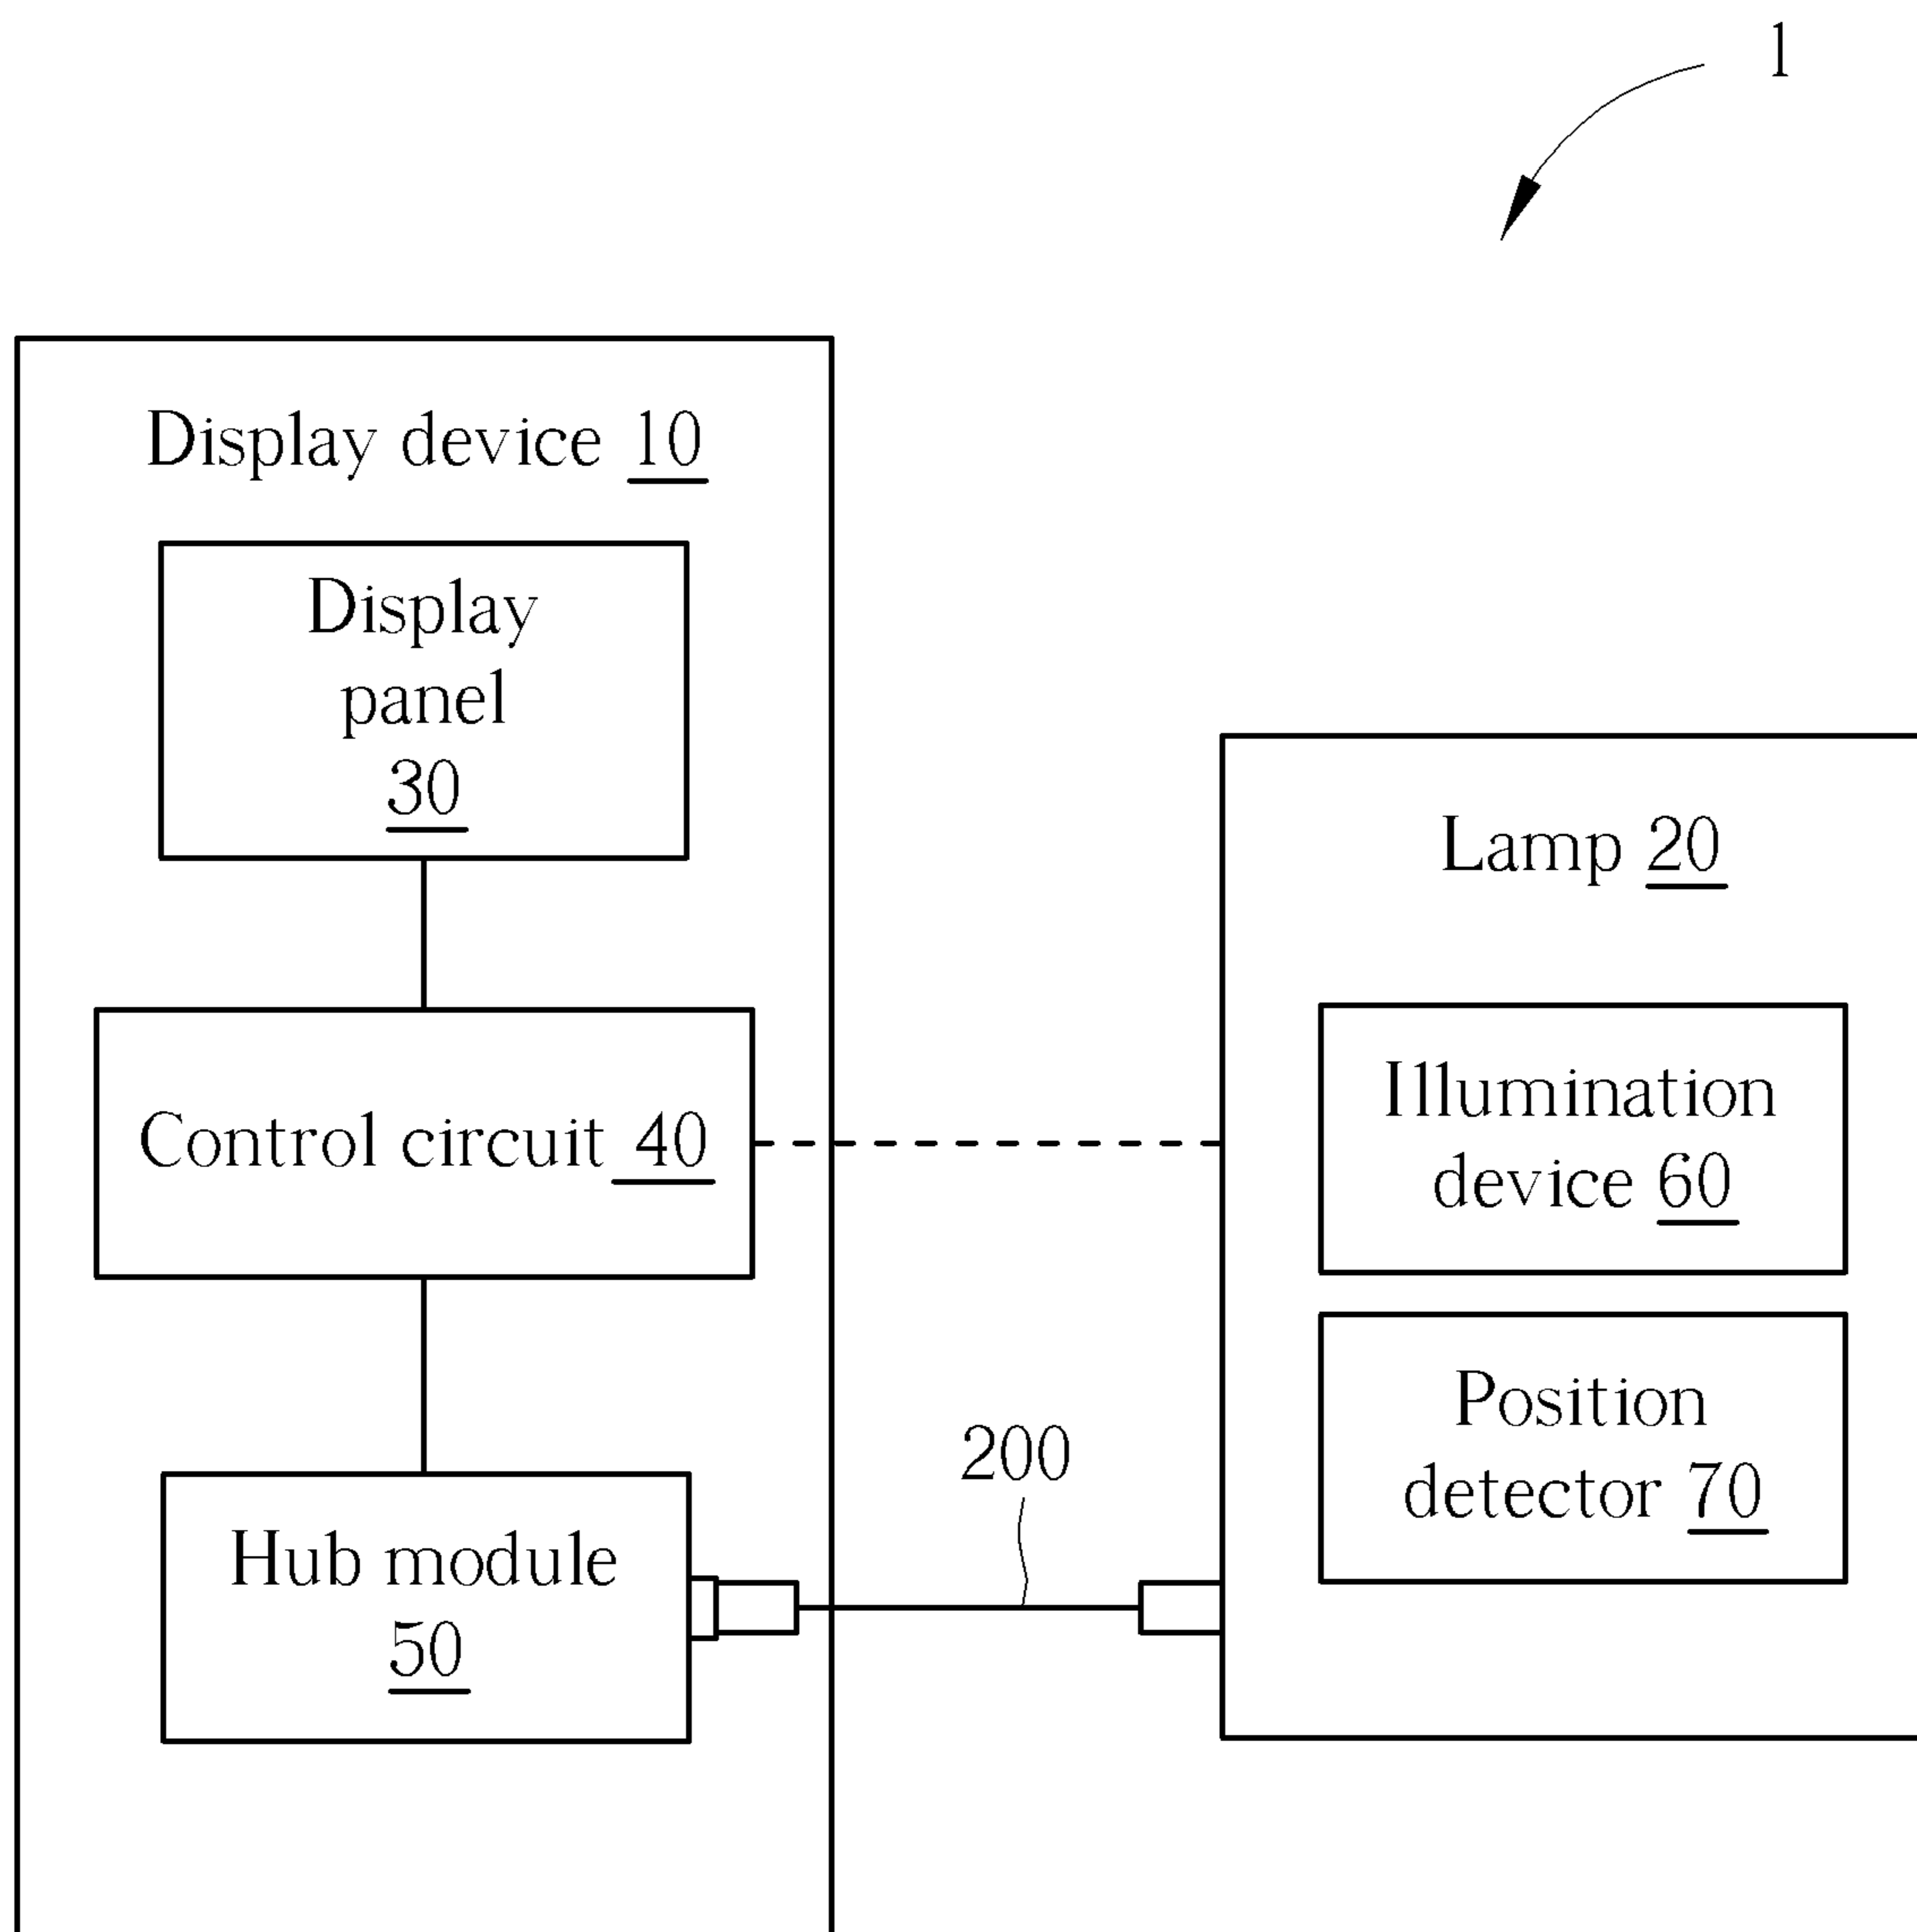 1
Display device 10
Display
panel
30
Control circuit 40
Hub module
50
200
Lamp 20
Illumination
device 60
Position
detector 70